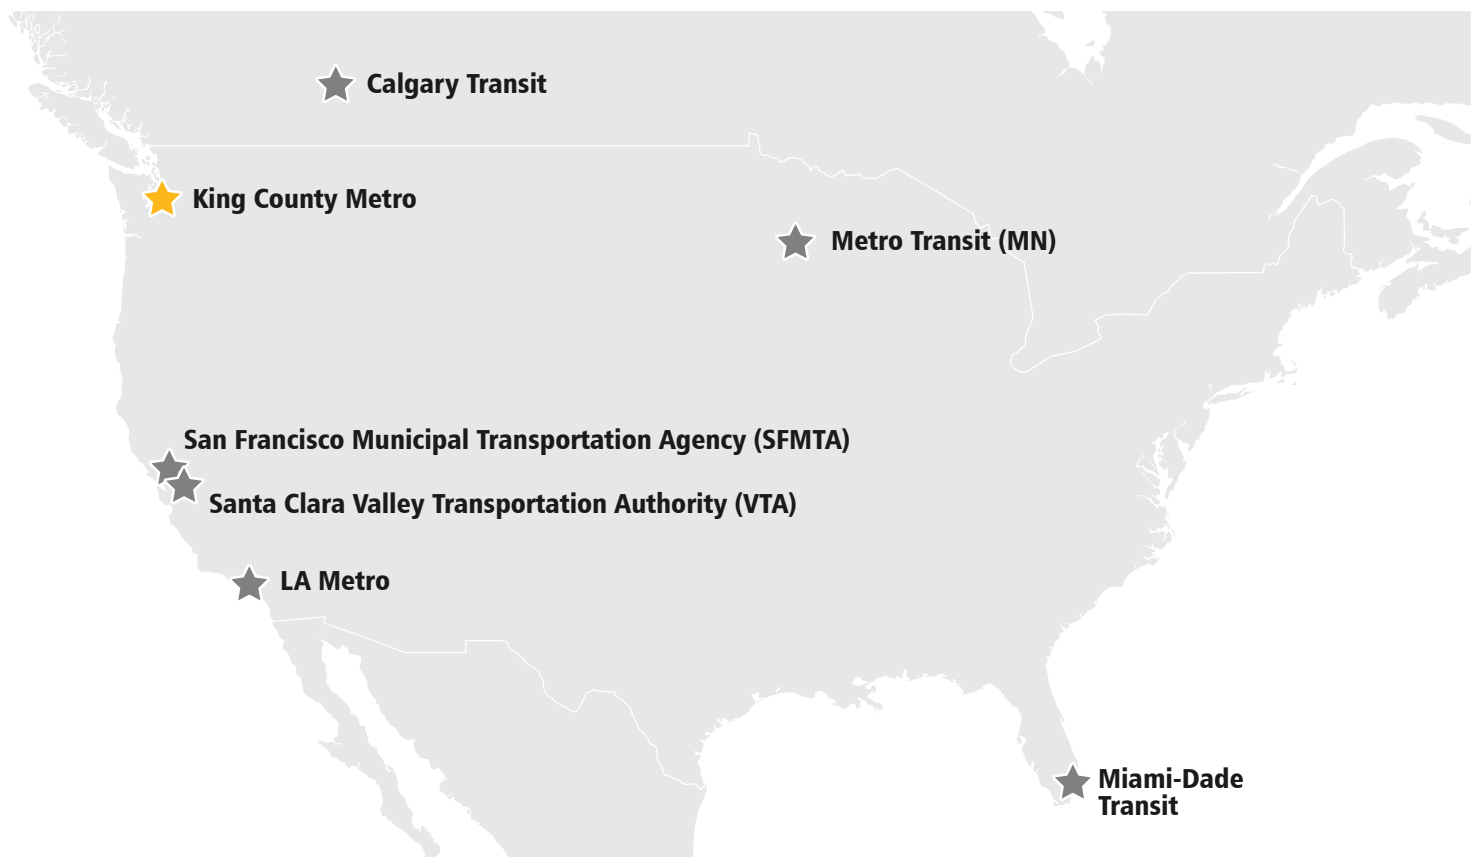 Calgary Transit
King County Metro
Metro Transit (MN)
San Francisco Municipal Transportation Agency (SFMTA)
Santa Clara Valley Transportation Authority (VTA)
LA Metro
Miami-Dade
Transit